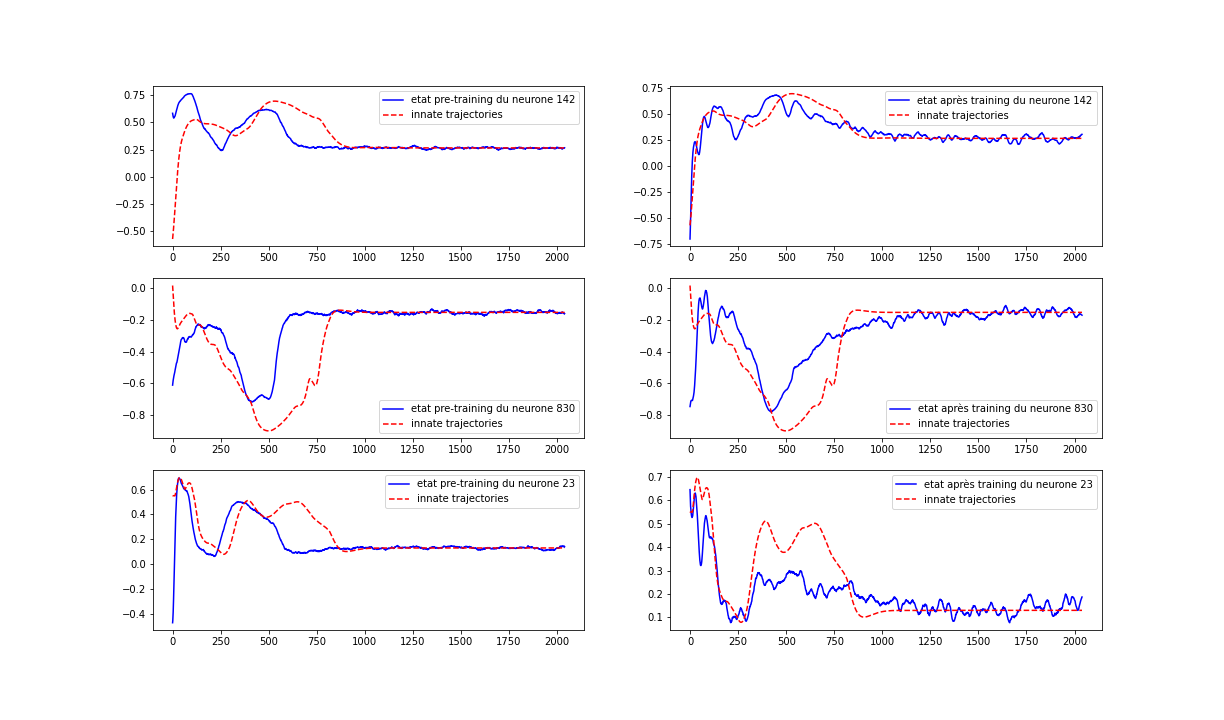 0.75
0.50
0.25
0.00
−0.25
−0.50
0 250 500 750 1000 1250 1500 1750 2000
etat pre-training du neurone 142
innate trajectories
0.75
0.50
0.25
0.00
−0.25
−0.50
−0.75
0 250 500 750 1000 1250 1500 1750 2000
etat après training du neurone 142
innate trajectories
0.0
−0.2
−0.4
−0.6
−0.8
0 250 500 750 1000 1250 1500 1750 2000
etat pre-training du neurone 830
innate trajectories
0.0
−0.2
−0.4
−0.6
−0.8
0 250 500 750 1000 1250 1500 1750 2000
etat après training du neurone 830
innate trajectories
0.6
0.4
0.2
0.0
−0.2
−0.4
0 250 500 750 1000 1250 1500 1750 2000
etat pre-training du neurone 23
innate trajectories
0.7
0.6
0.5
0.4
0.3
0.2
0.1
0 250 500 750 1000 1250 1500 1750 2000
etat après training du neurone 23
innate trajectories